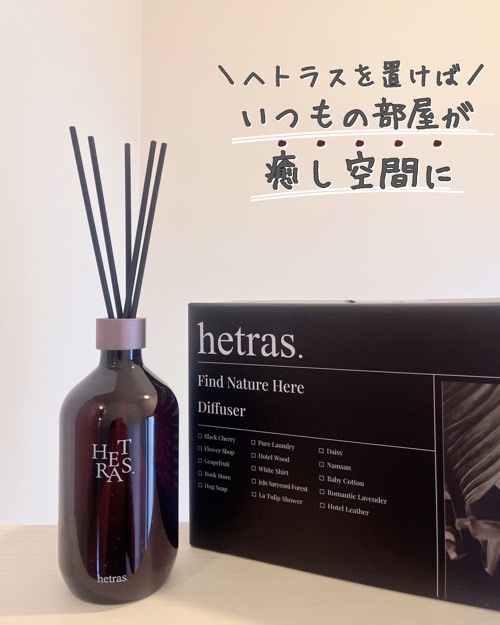 \ヘトラスを置けば/
いつもの部屋が
癒し空間に
HET
RAS.
hetras.
hetras.
Find Nature Here
Diffuser
□ Black Cherry
□ Flower Shop
□ Grapefruit
□ Book Store
□ Hug Soap
□ Pure Laundry
□ Hotel Wood
□ White Shirt
□ Jeju Saryeoni Forest
□ La Tulip Shower
□ Daisy
□ Namsan
□ Baby Cotton
□ Romantic Lavender
□ Hotel Leather